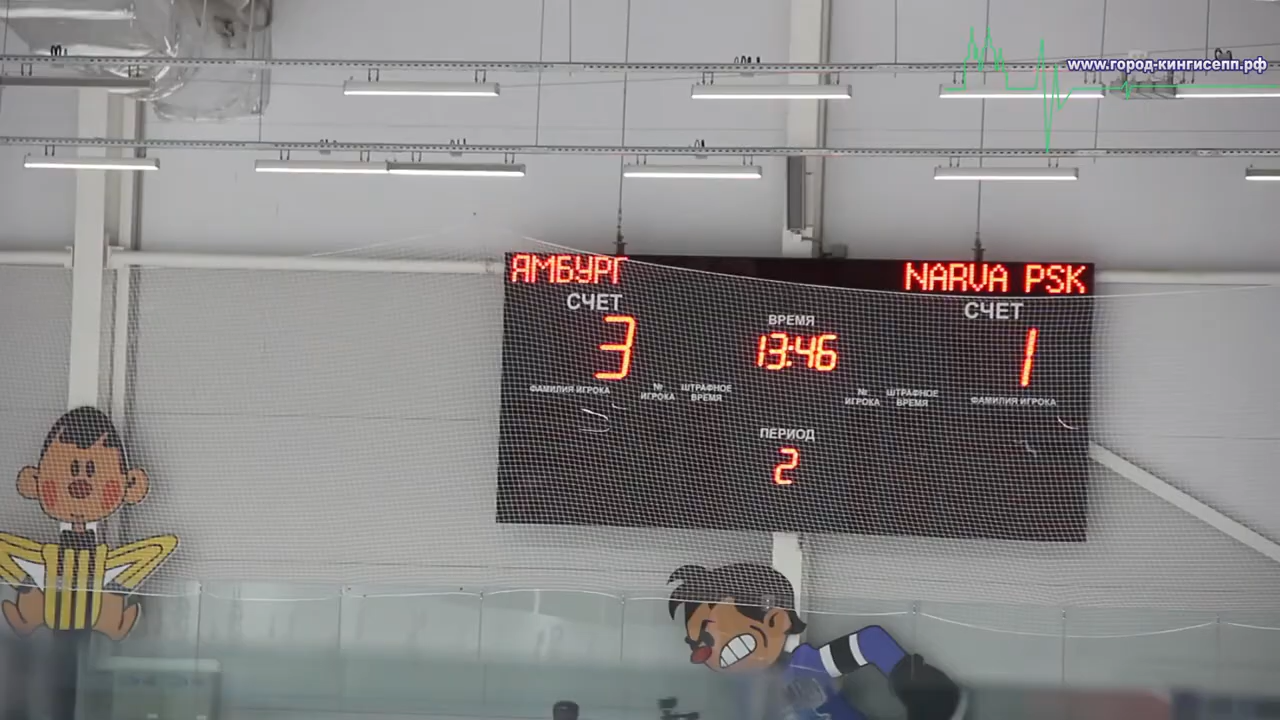 www.город-кингисепп.рф
ЯМБУРГ
NARVA PSK
СЧЕТ
СЧЕТ
ВРЕМЯ
3
13:46
1
ФАМИЛИЯ ИГРОКА
№ ИГРОКА
ШТРАФНОЕ ВРЕМЯ
№ ИГРОКА
ШТРАФНОЕ ВРЕМЯ
ФАМИЛИЯ ИГРОКА
ПЕРИОД
2